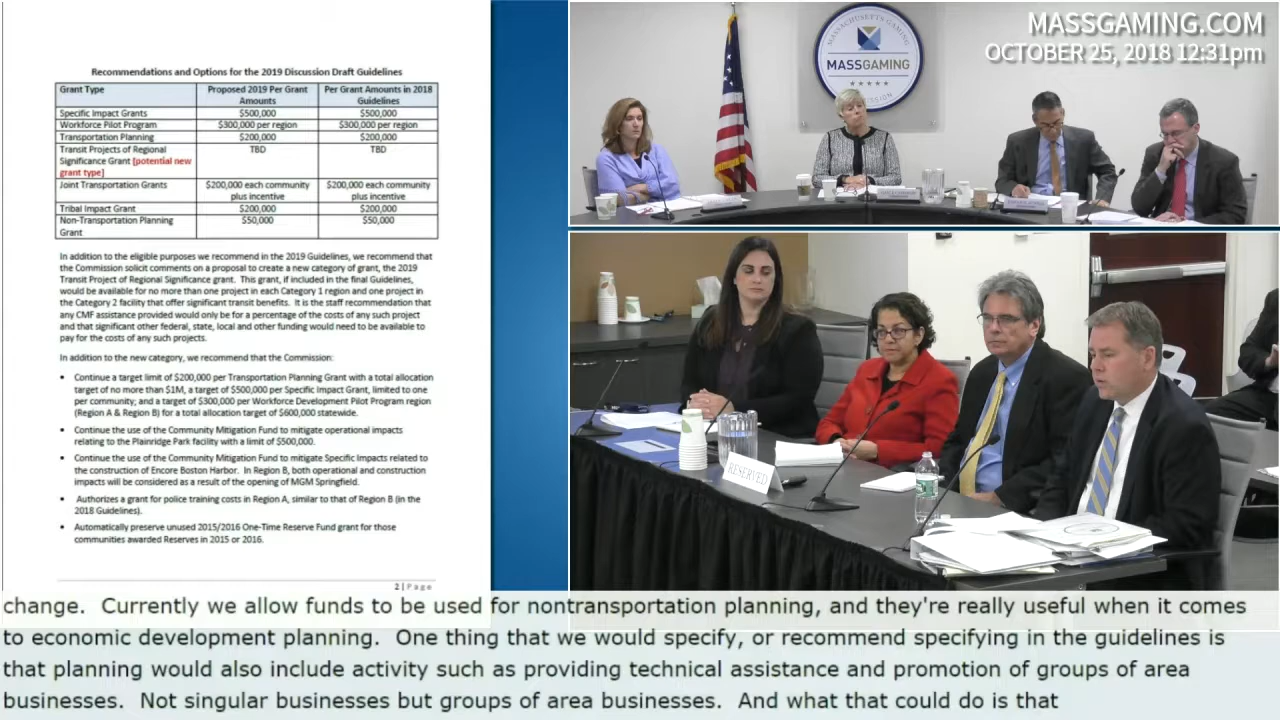 Recommendations and Options for the 2019 Discussion Draft Guidelines
Grant Type Proposed 2019 Per Grant Amounts Per Grant Amounts in 2018 Guidelines
Specific Impact Grants $500,000 $500,000
Workforce Pilot Program $300,000 per region $300,000 per region
Transportation Planning $200,000 $200,000
Transit Projects of Regional Significance Grant [potential new grant type] TBD TBD
Joint Transportation Grants $200,000 each community plus incentive $200,000 each community plus incentive
Tribal Impact Grant $200,000 $200,000
Non-Transportation Planning Grant $50,000 $50,000
In addition to the eligible purposes we recommend in the 2019 Guidelines, we recommend that
the Commission solicit comments on a proposal to create a new category of grant, the 2019
Transit Project of Regional Significance grant. This grant, if included in the final Guidelines,
would be available for no more than one project in each Category 1 region and one project in
the Category 2 facility that offer significant transit benefits. It is the staff recommendation that
any CMF assistance provided would only be for a percentage of the costs of any such project
and that significant other federal, state, local and other funding would need to be available to
pay for the costs of any such projects.
In addition to the new category, we recommend that the Commission:
• Continue a target limit of $200,000 per Transportation Planning Grant with a total allocation
target of no more than $1M, a target of $500,000 per Specific Impact Grant, limited to one
per community; and a target of $300,000 per Workforce Development Pilot Program region
(Region A & Region B) for a total allocation target of $600,000 statewide.
• Continue the use of the Community Mitigation Fund to mitigate operational impacts
relating to the Plainridge Park facility with a limit of $500,000.
• Continue the use of the Community Mitigation Fund to mitigate Specific Impacts related to
the construction of Encore Boston Harbor. In Region B, both operational and construction
impacts will be considered as a result of the opening of MGM Springfield.
• Authorizes a grant for police training costs in Region A, similar to that of Region B (in the
2018 Guidelines).
• Automatically preserve unused 2015/2016 One-Time Reserve Fund grant for those
communities awarded Reserves in 2015 or 2016.
2 | Page
MASSGAMING.COM
OCTOBER 25, 2018 12:31pm
MASSACHUSETTS GAMING
MASSGAMING
RESERVED
change. Currently we allow funds to be used for nontransportation planning, and they're really useful when it comes
to economic development planning. One thing that we would specify, or recommend specifying in the guidelines is
that planning would also include activity such as providing technical assistance and promotion of groups of area
businesses. Not singular businesses but groups of area businesses. And what that could do is that